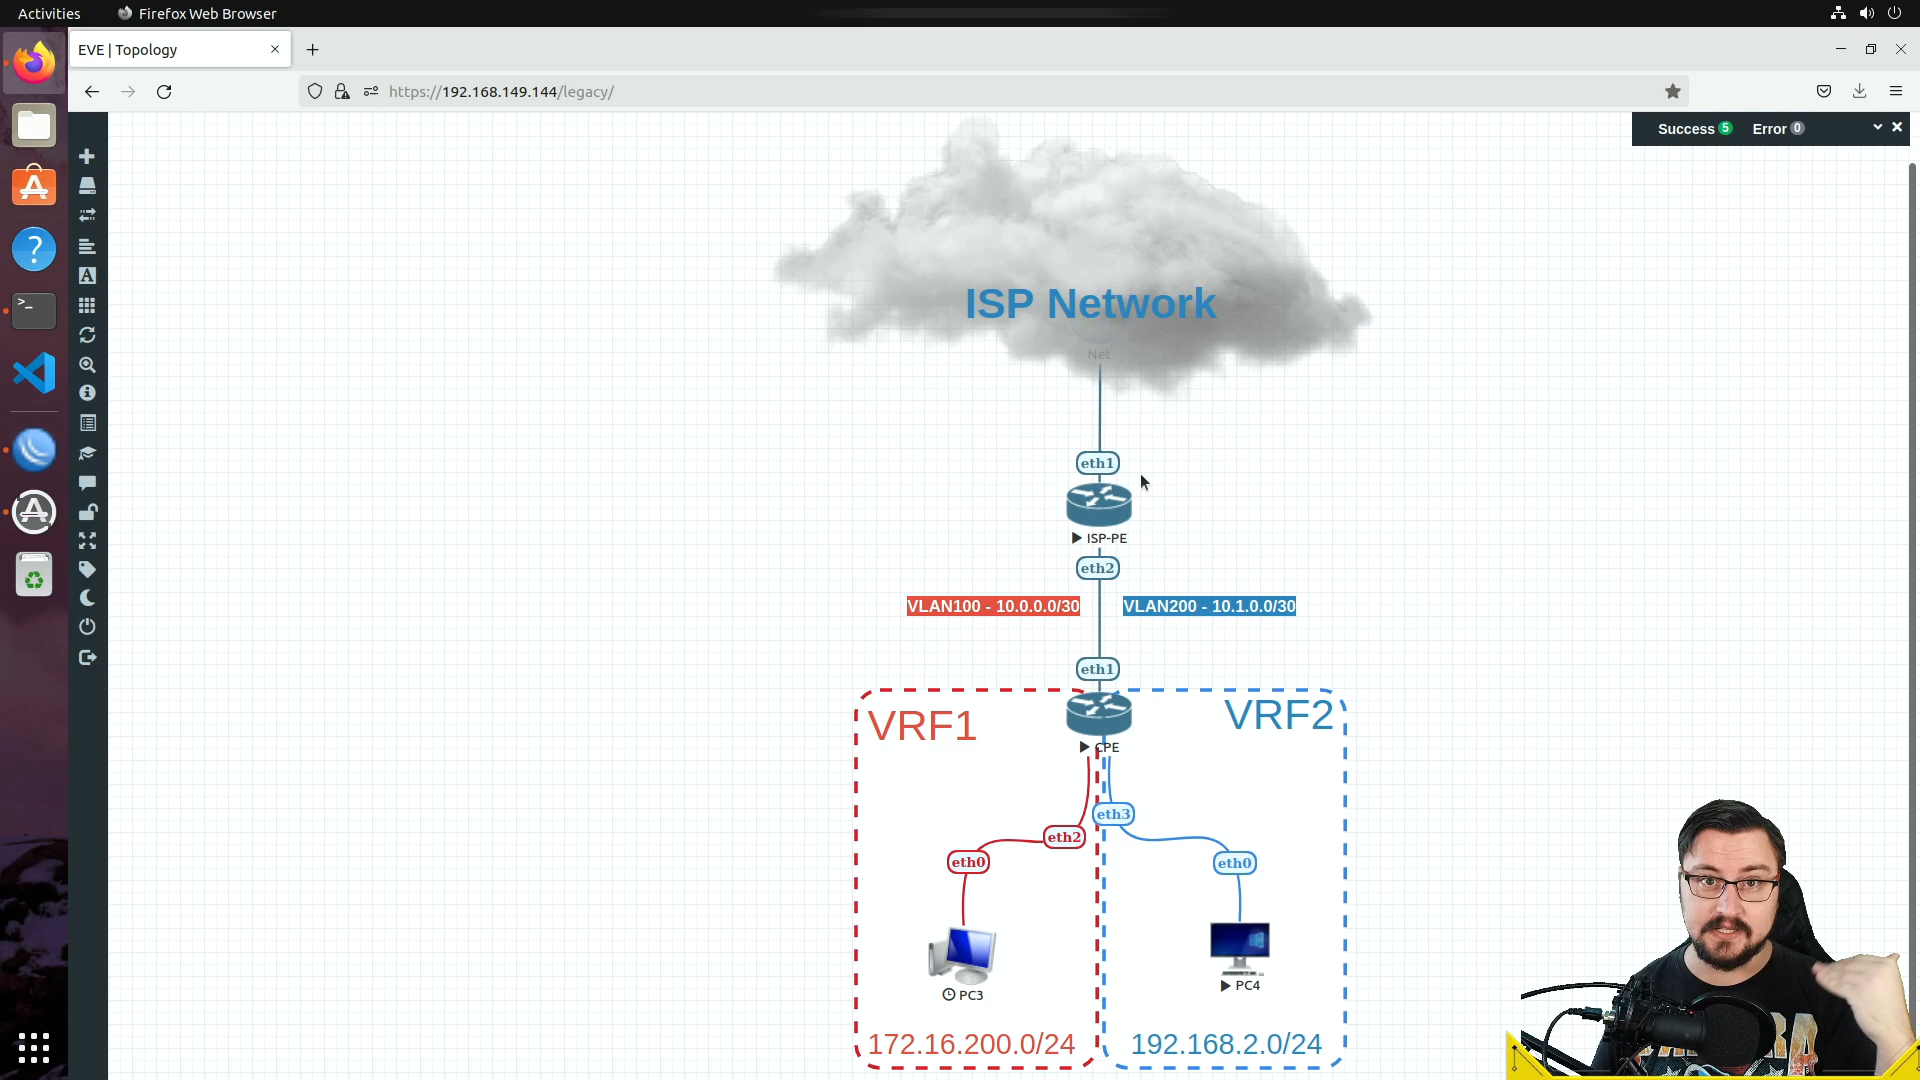 Activities
Firefox Web Browser
EVE | Topology
https://192.168.149.144/legacy/
Success 5 Error 0
ISP Network
Net
eth1
ISP-PE
eth2
VLAN100 - 10.0.0.0/30
VLAN200 - 10.1.0.0/30
eth1
VRF1
VRF2
CPE
eth3
eth2
eth0
eth0
PC3
PC4
172.16.200.0/24
192.168.2.0/24